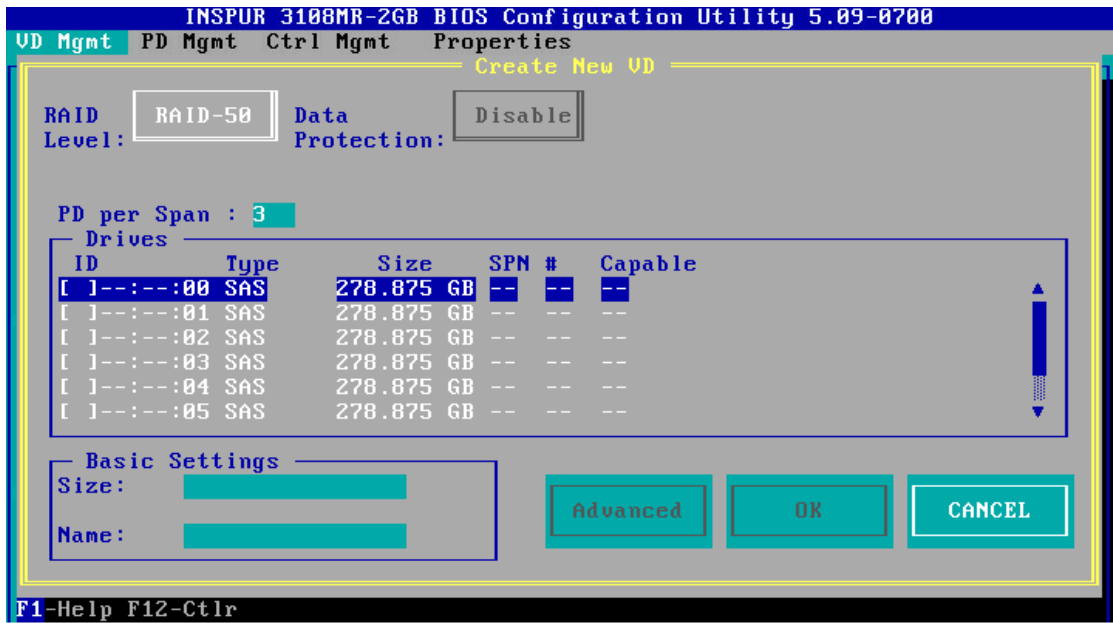 INSPUR 3108MR-2GB BIOS Configuration Utility 5.09-0700
VD Mgmt PD Mgmt Ctrl Mgmt Properties
Create New VD
RAID Level: RAID-50 Data Protection: Disable
PD per Span : 3
Drives
ID Type Size SPN # Capable
[ ]--:--:00 SAS 278.875 GB -- -- --
[ ]--:--:01 SAS 278.875 GB -- -- --
[ ]--:--:02 SAS 278.875 GB -- -- --
[ ]--:--:03 SAS 278.875 GB -- -- --
[ ]--:--:04 SAS 278.875 GB -- -- --
[ ]--:--:05 SAS 278.875 GB -- -- --
Basic Settings
Size:
Name:
Advanced OK CANCEL
F1-Help F12-Ctlr